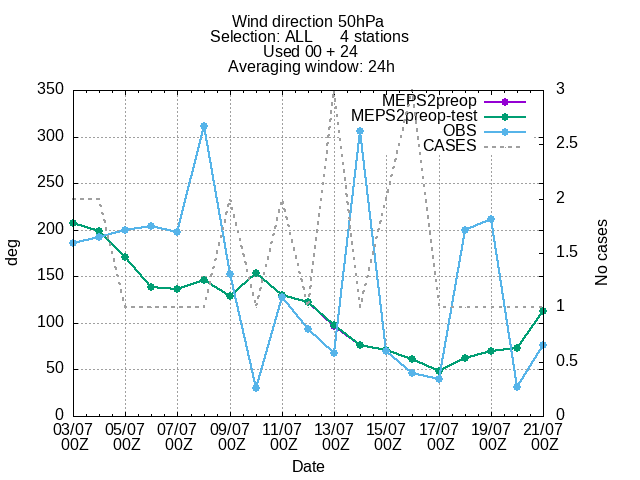 Wind direction 50hPa
Selection: ALL 4 stations
Used 00 + 24
Averaging window: 24h
MEPS2preop
MEPS2preop-test
OBS
CASES
350
300
250
200
150
100
50
0
deg
3
2.5
2
1.5
1
0.5
0
No cases
03/07 05/07 07/07 09/07 11/07 13/07 15/07 17/07 19/07 21/07
00Z 00Z 00Z 00Z 00Z 00Z 00Z 00Z 00Z 00Z
Date